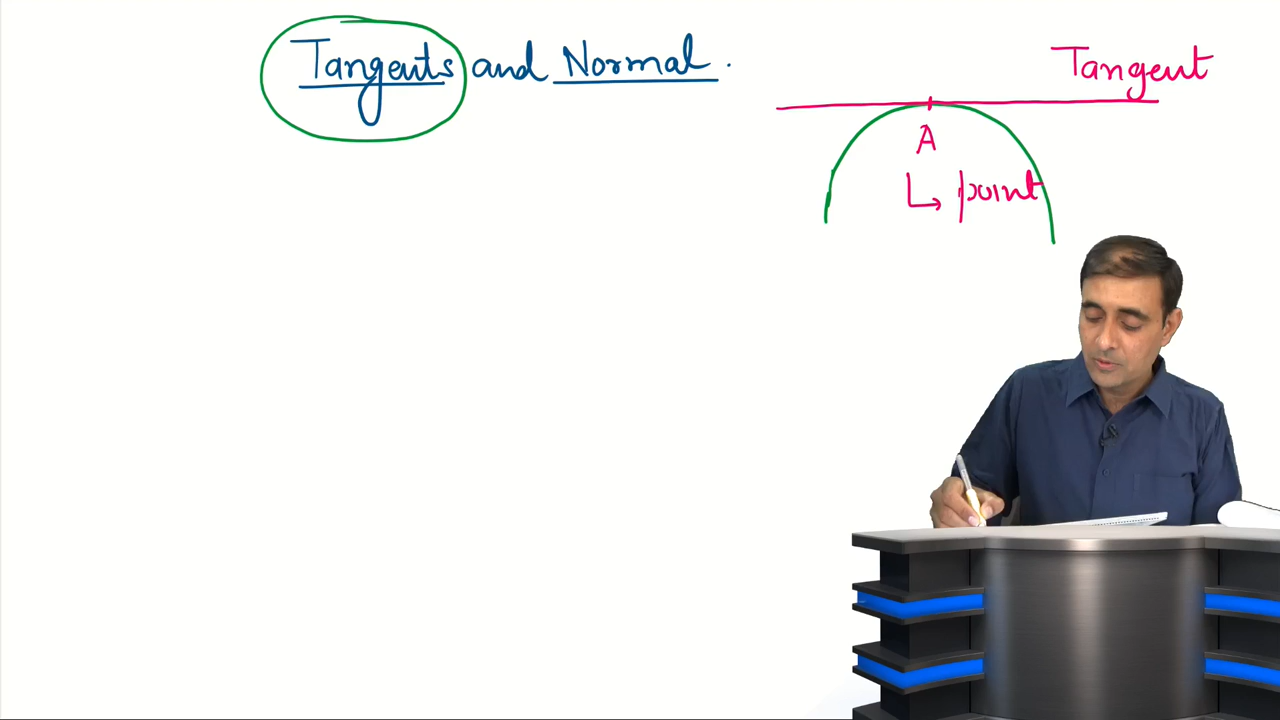 Tangents and Normal.
Tangent
A
↳ point